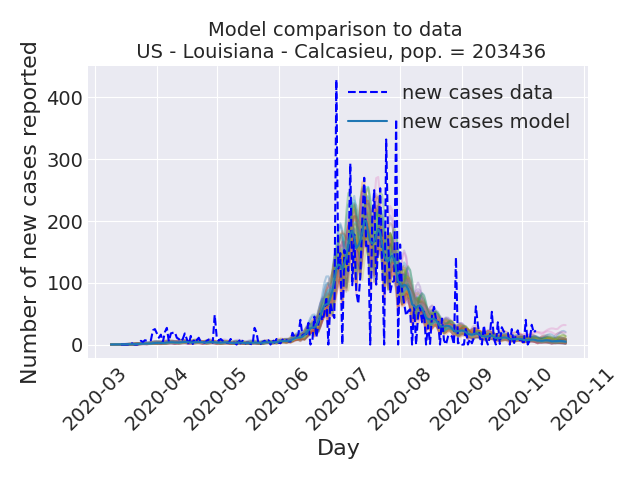 Model comparison to data
US - Louisiana - Calcasieu, pop. = 203436
Number of new cases reported
400
300
200
100
0
new cases data
new cases model
2020-03
2020-04
2020-05
2020-06
2020-07
2020-08
2020-09
2020-10
2020-11
Day